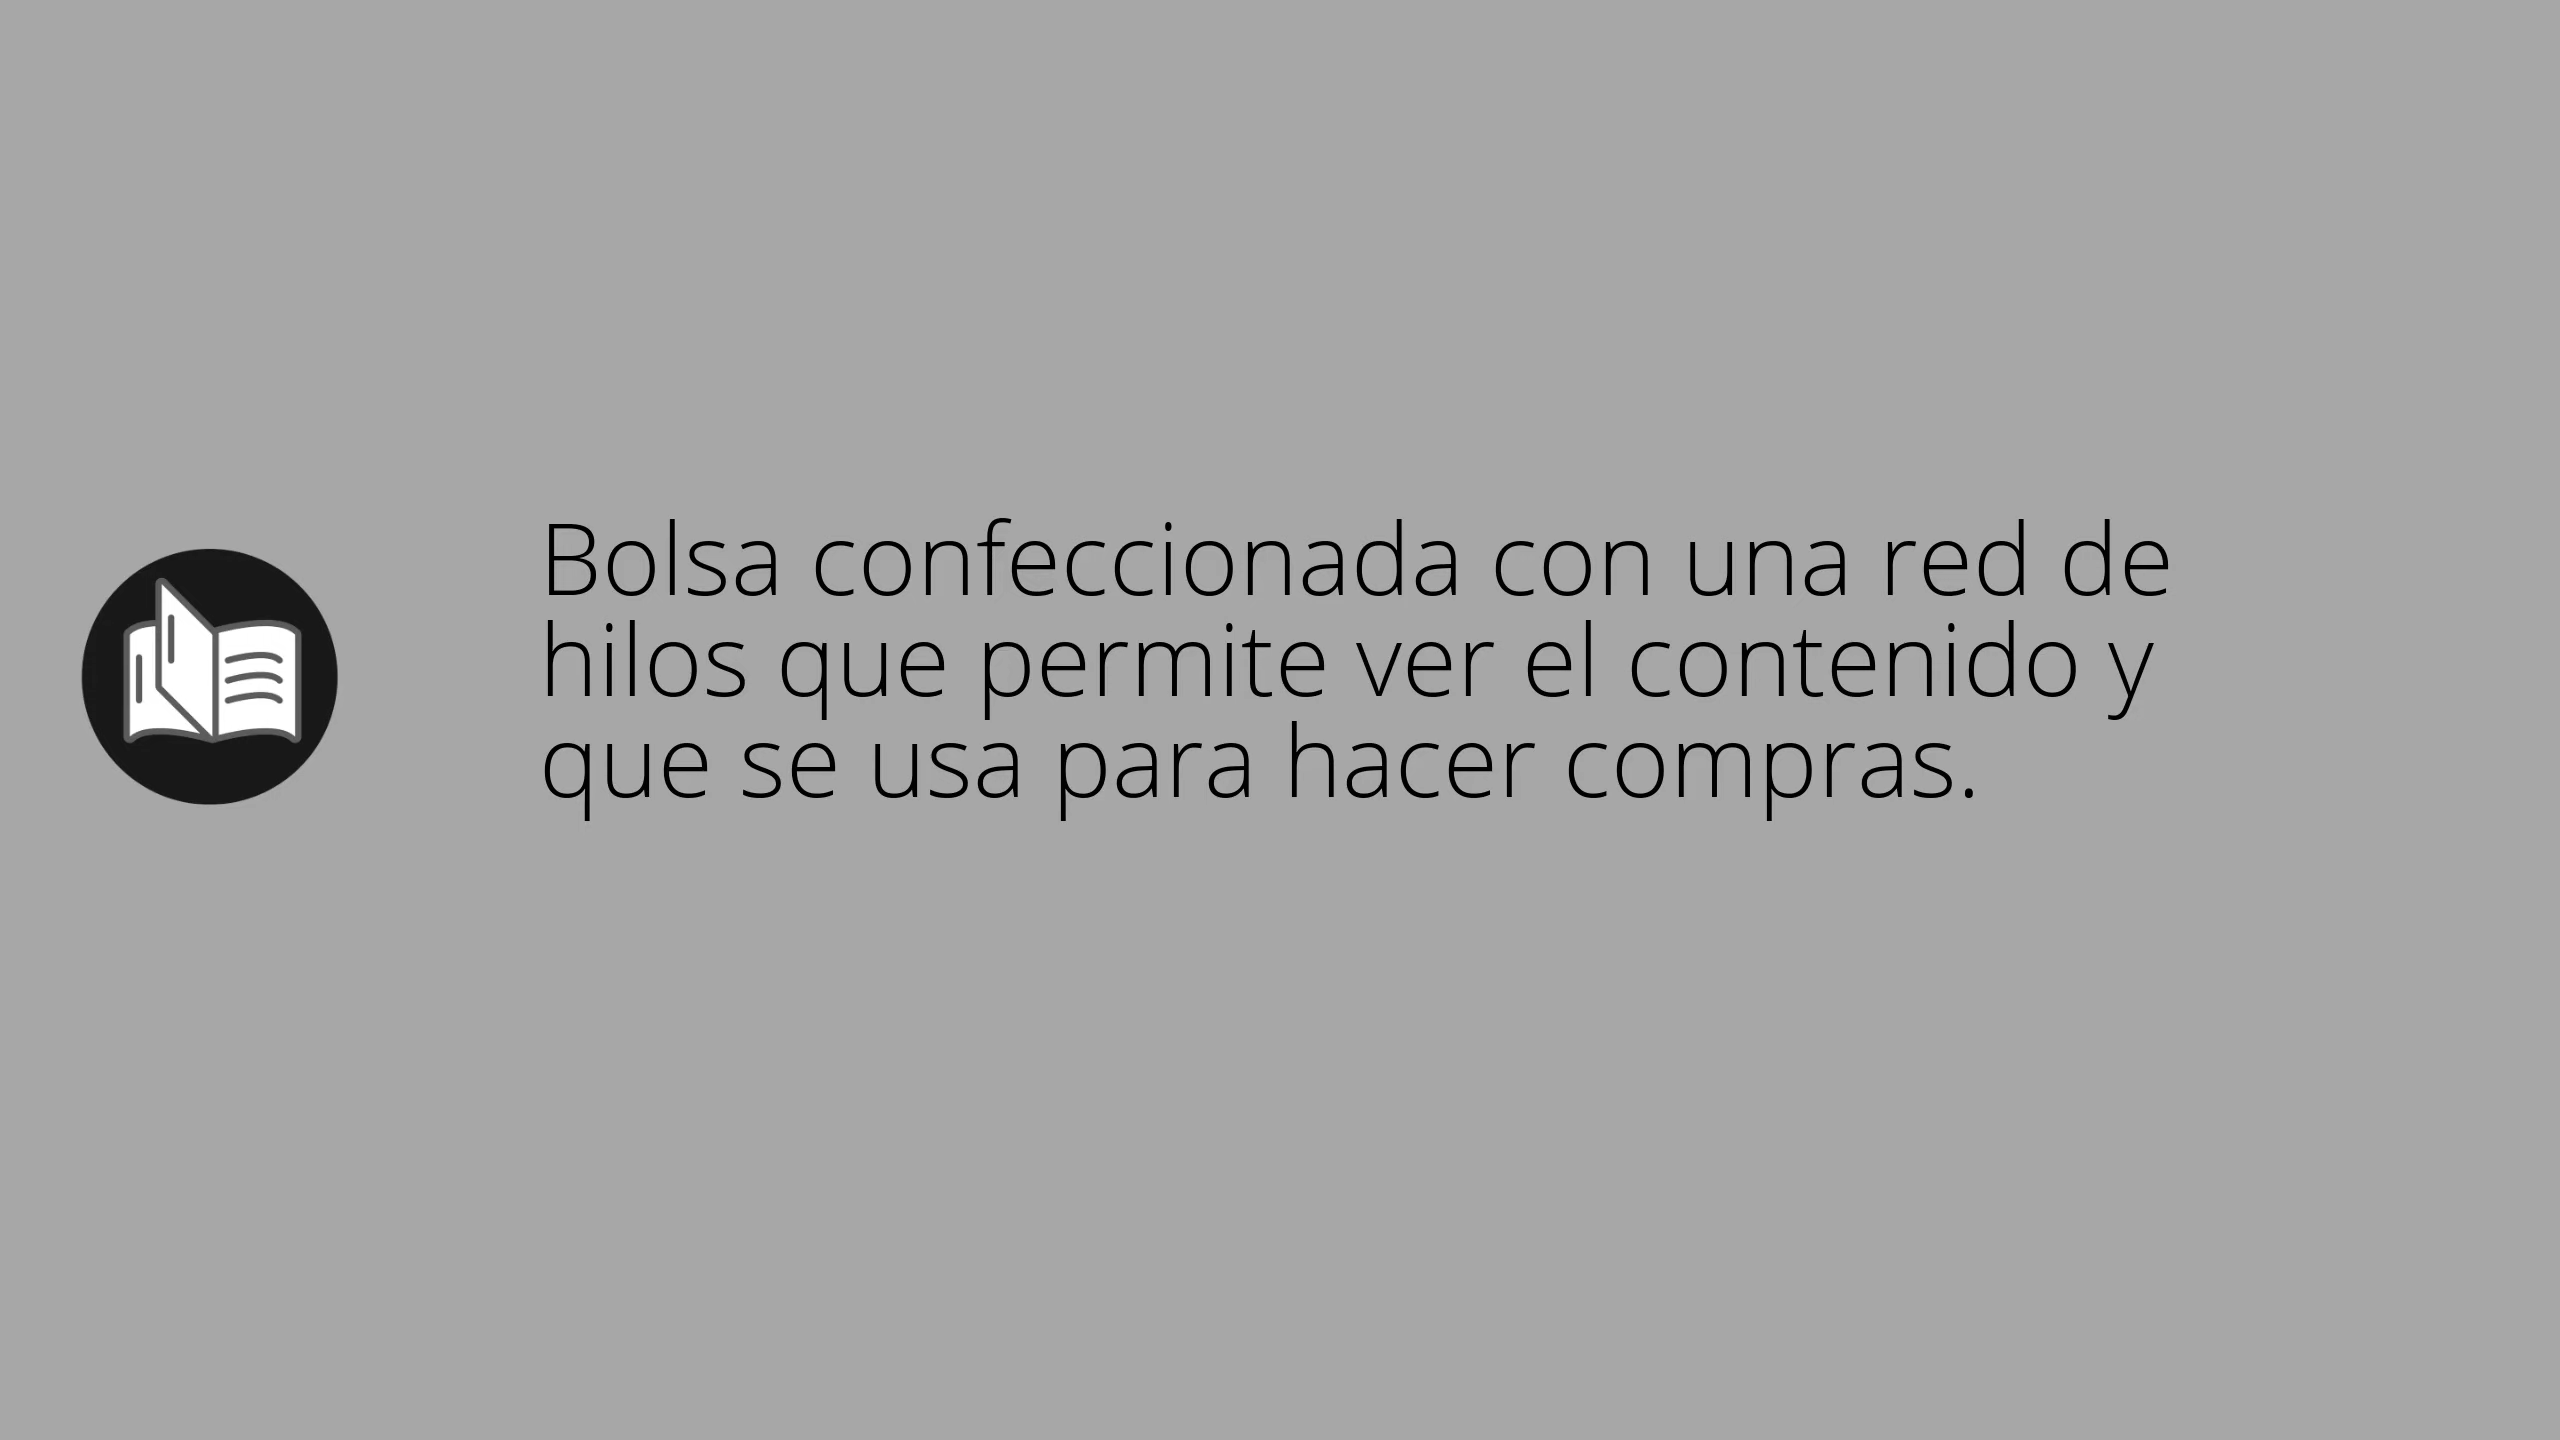 Bolsa confeccionada con una red de
hilos que permite ver el contenido y
que se usa para hacer compras.